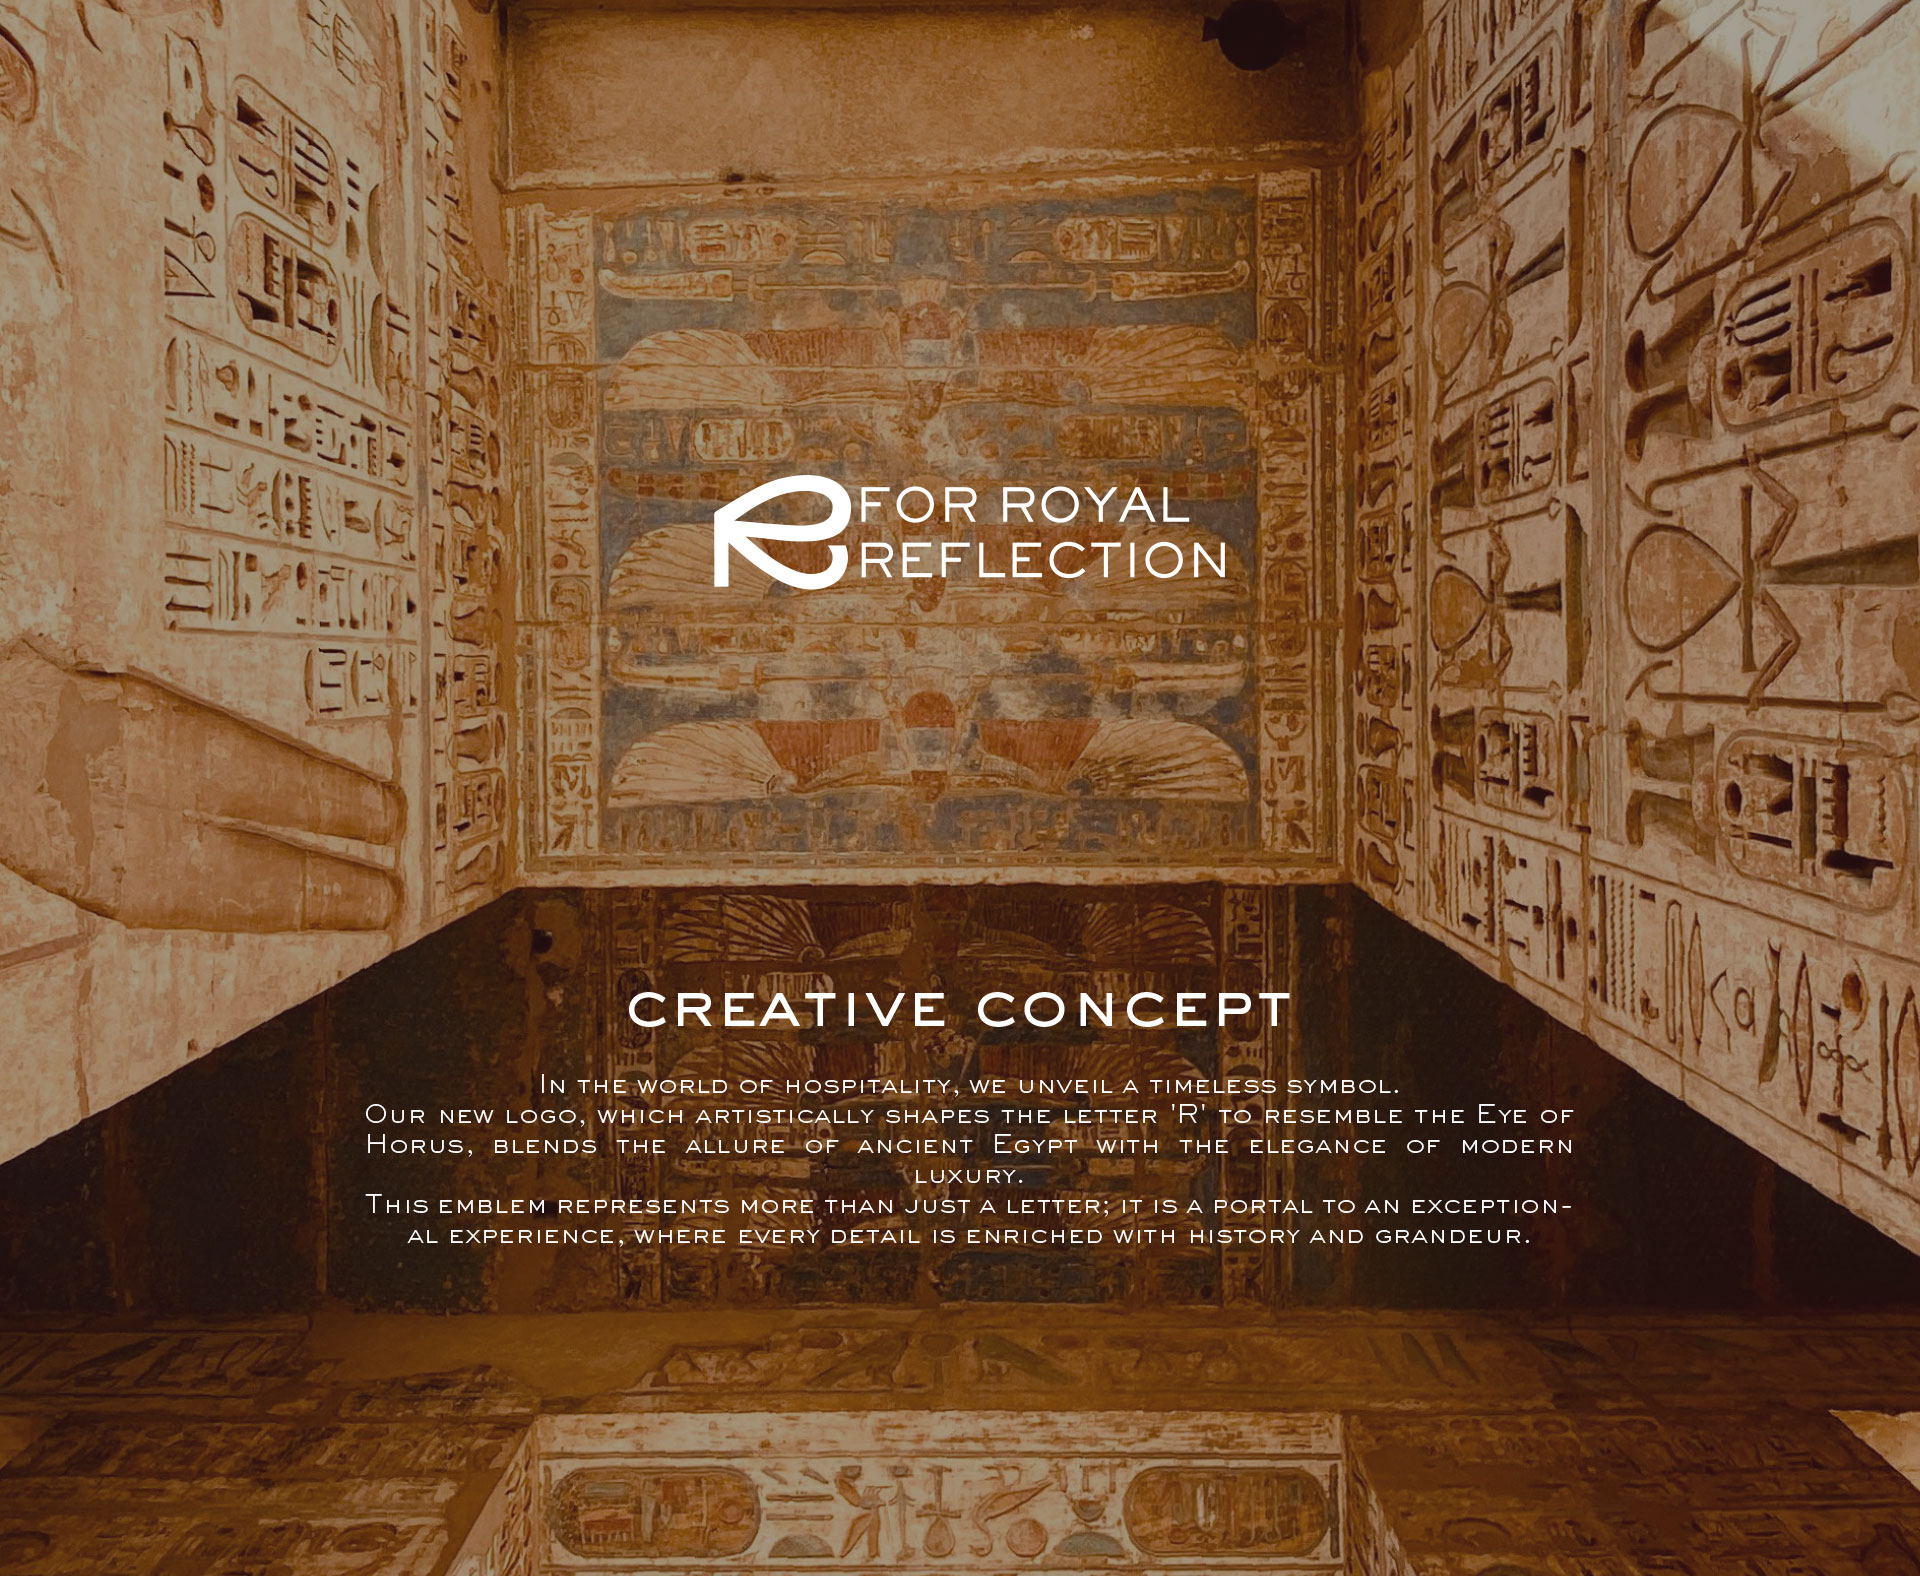 R FOR ROYAL
REFLECTION
CREATIVE CONCEPT
In the world of hospitality, we unveil a timeless symbol.
Our new logo, which artistically shapes the letter 'R' to resemble the Eye of
Horus, blends the allure of ancient Egypt with the elegance of modern
luxury.
This emblem represents more than just a letter; it is a portal to an exception-
al experience, where every detail is enriched with history and grandeur.